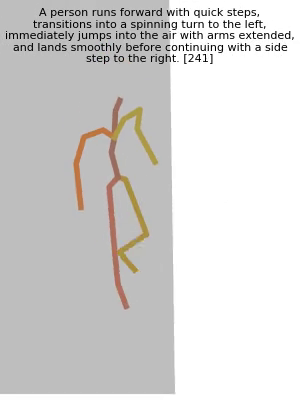 A person runs forward with quick steps,
transitions into a spinning turn to the left,
immediately jumps into the air with arms extended,
and lands smoothly before continuing with a side
step to the right. [241]